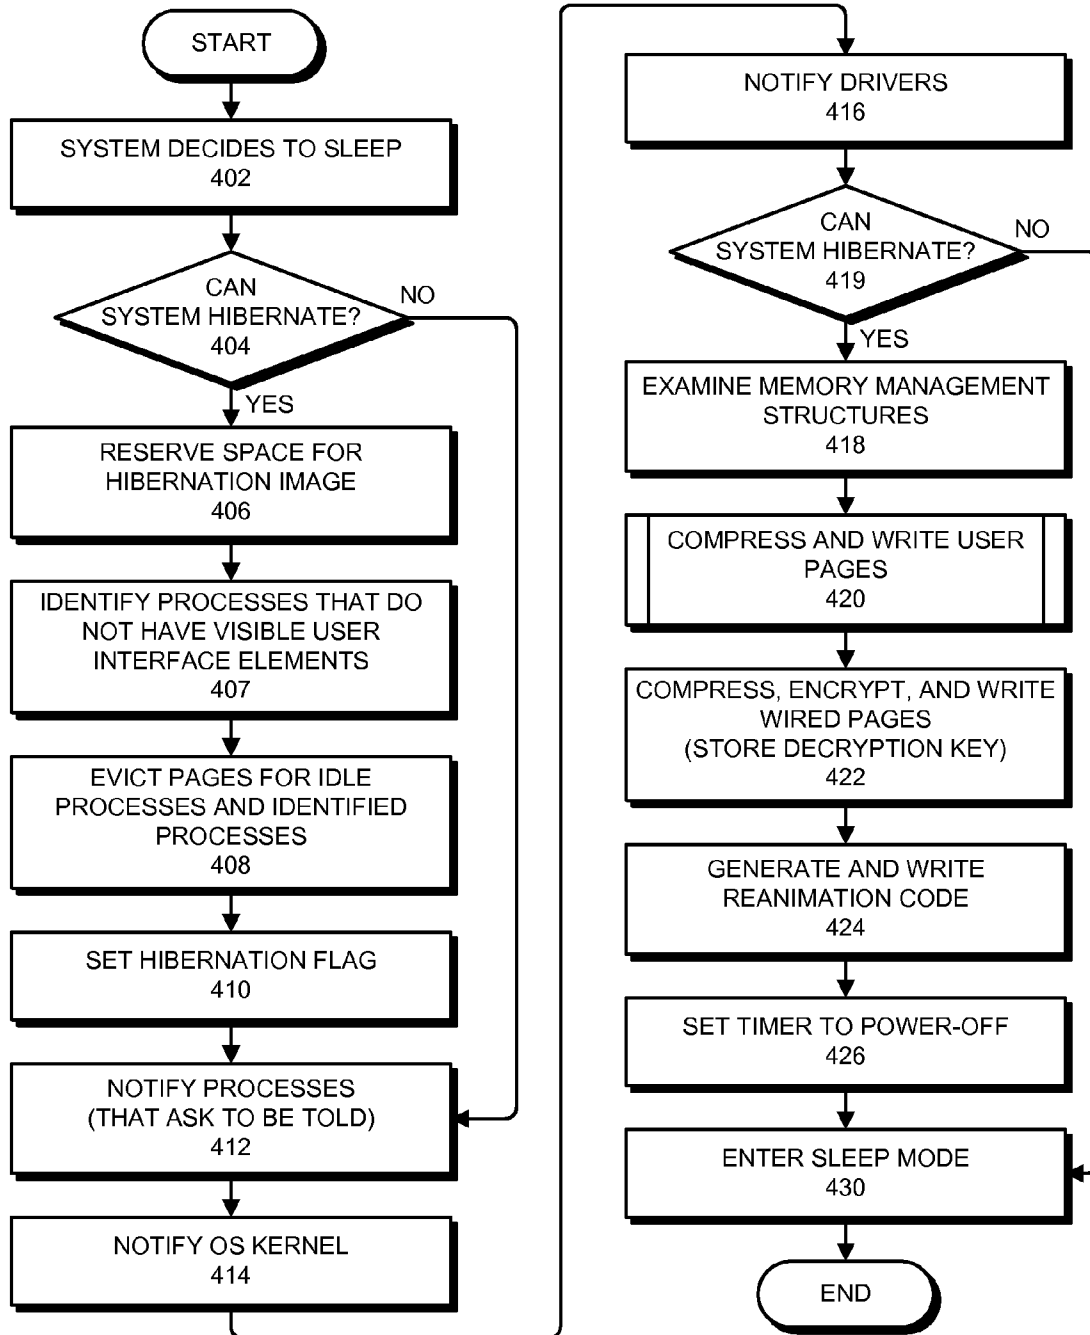 START
SYSTEM DECIDES TO SLEEP
402
CAN
SYSTEM HIBERNATE?
404
NO
YES
RESERVE SPACE FOR
HIBERNATION IMAGE
406
IDENTIFY PROCESSES THAT DO
NOT HAVE VISIBLE USER
INTERFACE ELEMENTS
407
EVICT PAGES FOR IDLE
PROCESSES AND IDENTIFIED
PROCESSES
408
SET HIBERNATION FLAG
410
NOTIFY PROCESSES
(THAT ASK TO BE TOLD)
412
NOTIFY OS KERNEL
414
NOTIFY DRIVERS
416
CAN
SYSTEM HIBERNATE?
419
NO
YES
EXAMINE MEMORY MANAGEMENT
STRUCTURES
418
COMPRESS AND WRITE USER
PAGES
420
COMPRESS, ENCRYPT, AND WRITE
WIRED PAGES
(STORE DECRYPTION KEY)
422
GENERATE AND WRITE
REANIMATION CODE
424
SET TIMER TO POWER-OFF
426
ENTER SLEEP MODE
430
END